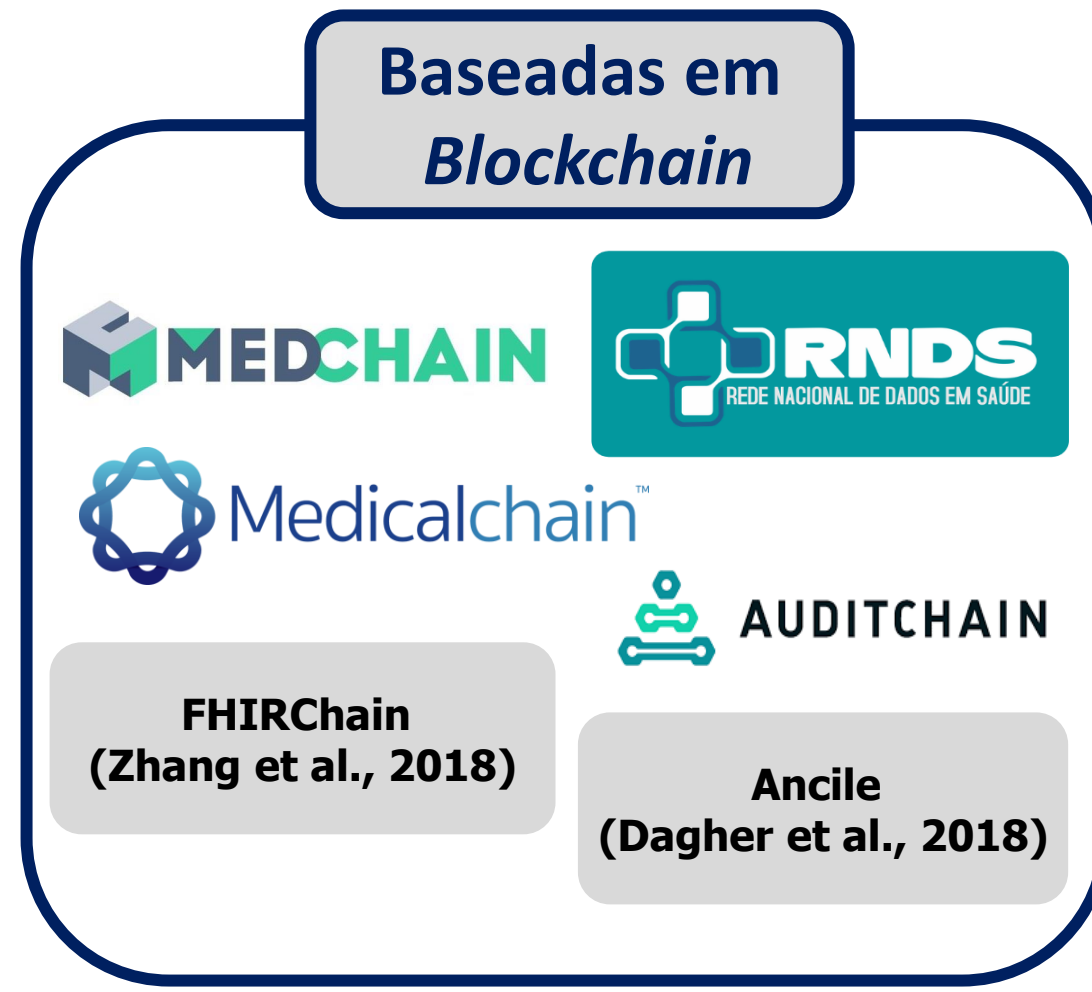 Baseadas em
Blockchain
MEDCHAIN
RNDS
REDE NACIONAL DE DADOS EM SAÚDE
Medicalchain™
AUDITCHAIN
FHIRChain
(Zhang et al., 2018)
Ancile
(Dagher et al., 2018)